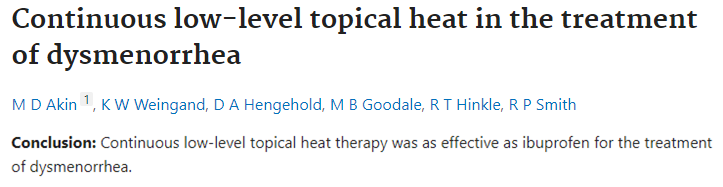 Continuous low-level topical heat in the treatment
of dysmenorrhea
M D Akin 1, K W Weingand, D A Hengehold, M B Goodale, R T Hinkle, R P Smith
Conclusion: Continuous low-level topical heat therapy was as effective as ibuprofen for the treatment
of dysmenorrhea.